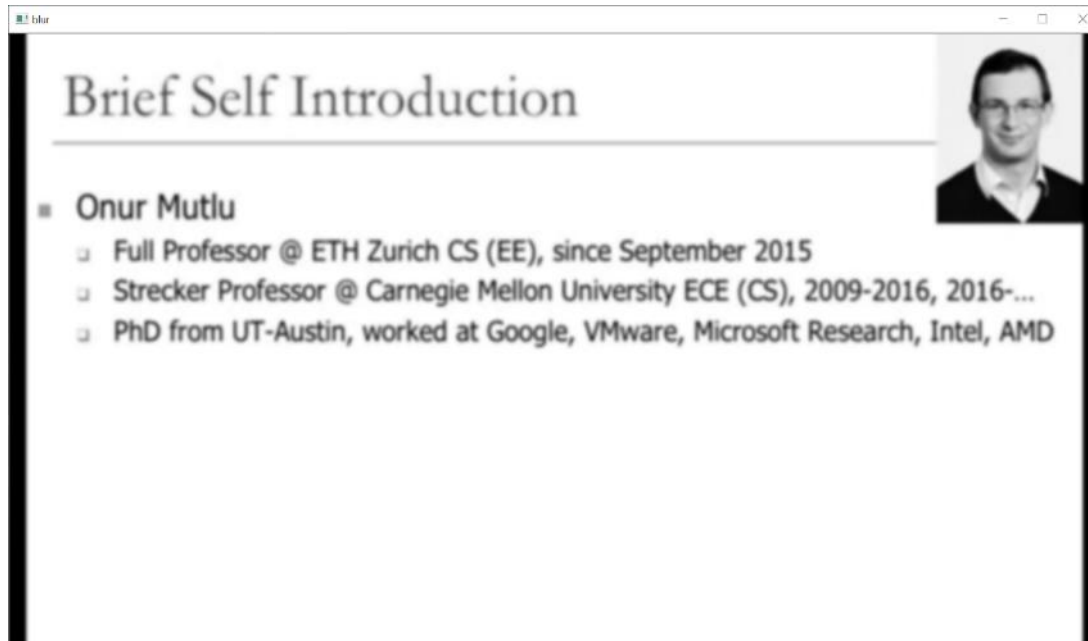 blur
Brief Self Introduction
Onur Mutlu
Full Professor @ ETH Zurich CS (EE), since September 2015
Strecker Professor @ Carnegie Mellon University ECE (CS), 2009-2016, 2016-...
PhD from UT-Austin, worked at Google, VMware, Microsoft Research, Intel, AMD